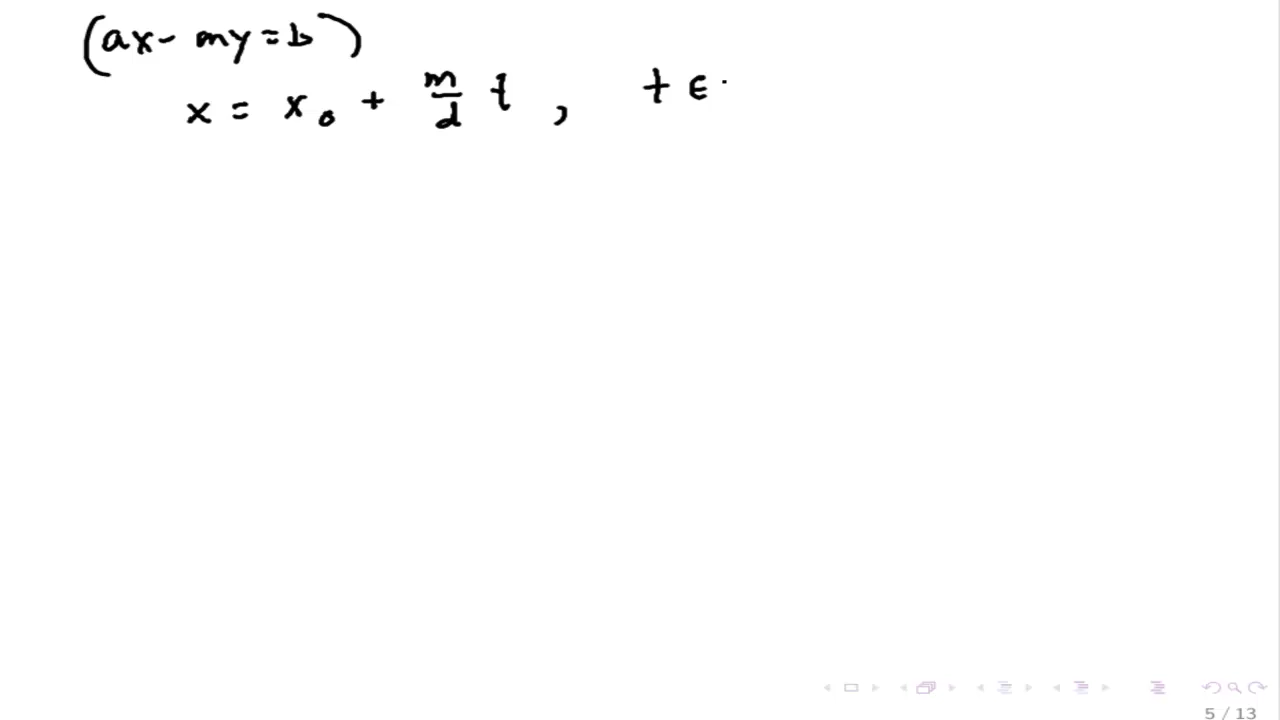 (ax - my = b)
x = x₀ + m/d t , t ∈
5 / 13